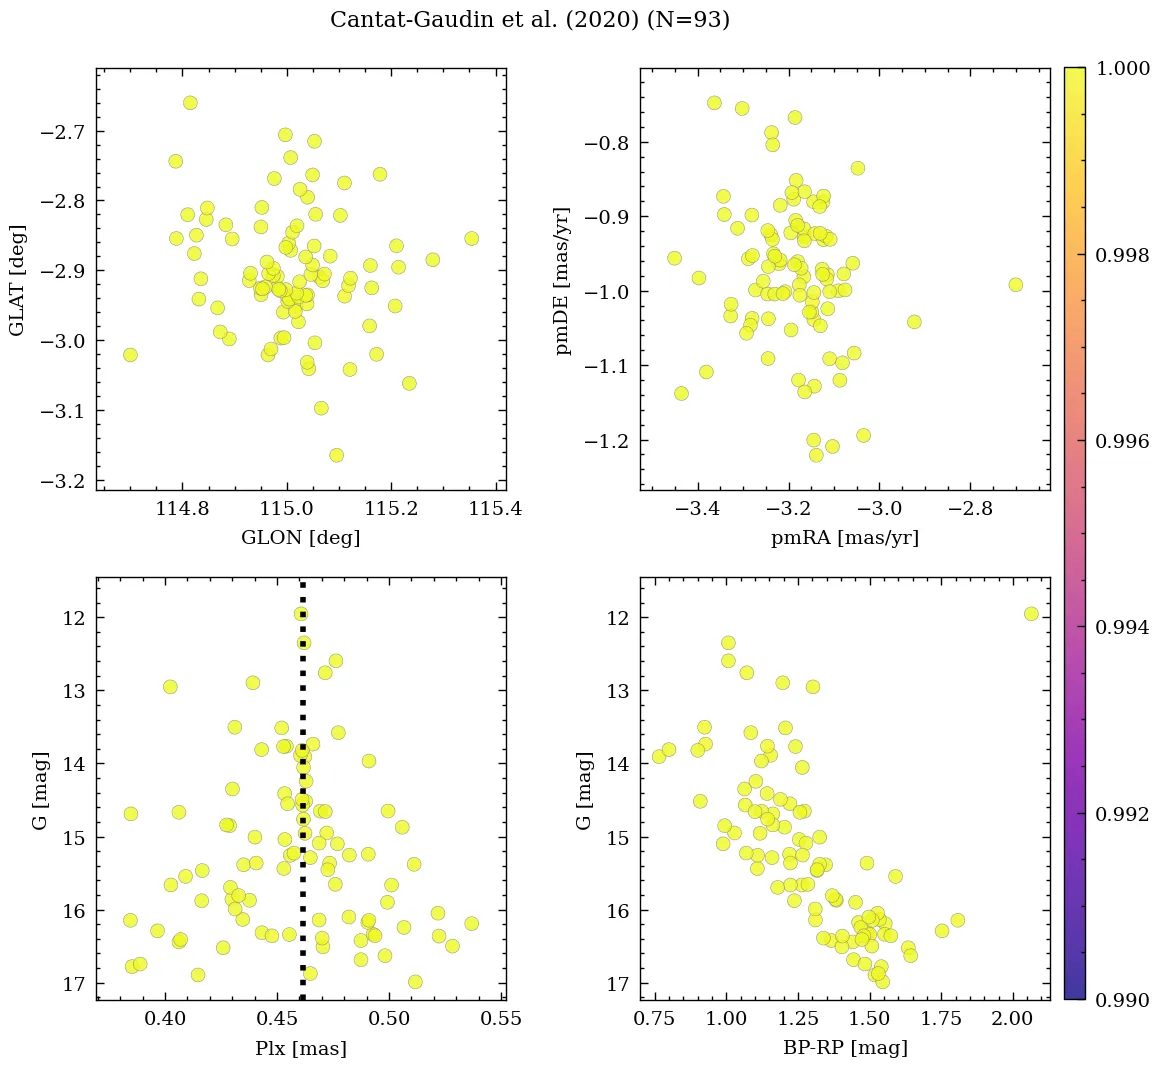 Cantat-Gaudin et al. (2020) (N=93)
−2.7
−2.8
−2.9
−3.0
−3.1
−3.2
GLAT [deg]
114.8 115.0 115.2 115.4
GLON [deg]
−0.8
−0.9
−1.0
−1.1
−1.2
pmDE [mas/yr]
−3.4 −3.2 −3.0 −2.8
pmRA [mas/yr]
12
13
14
15
16
17
G [mag]
0.40 0.45 0.50 0.55
Plx [mas]
12
13
14
15
16
17
G [mag]
0.75 1.00 1.25 1.50 1.75 2.00
BP-RP [mag]
1.000
0.998
0.996
0.994
0.992
0.990